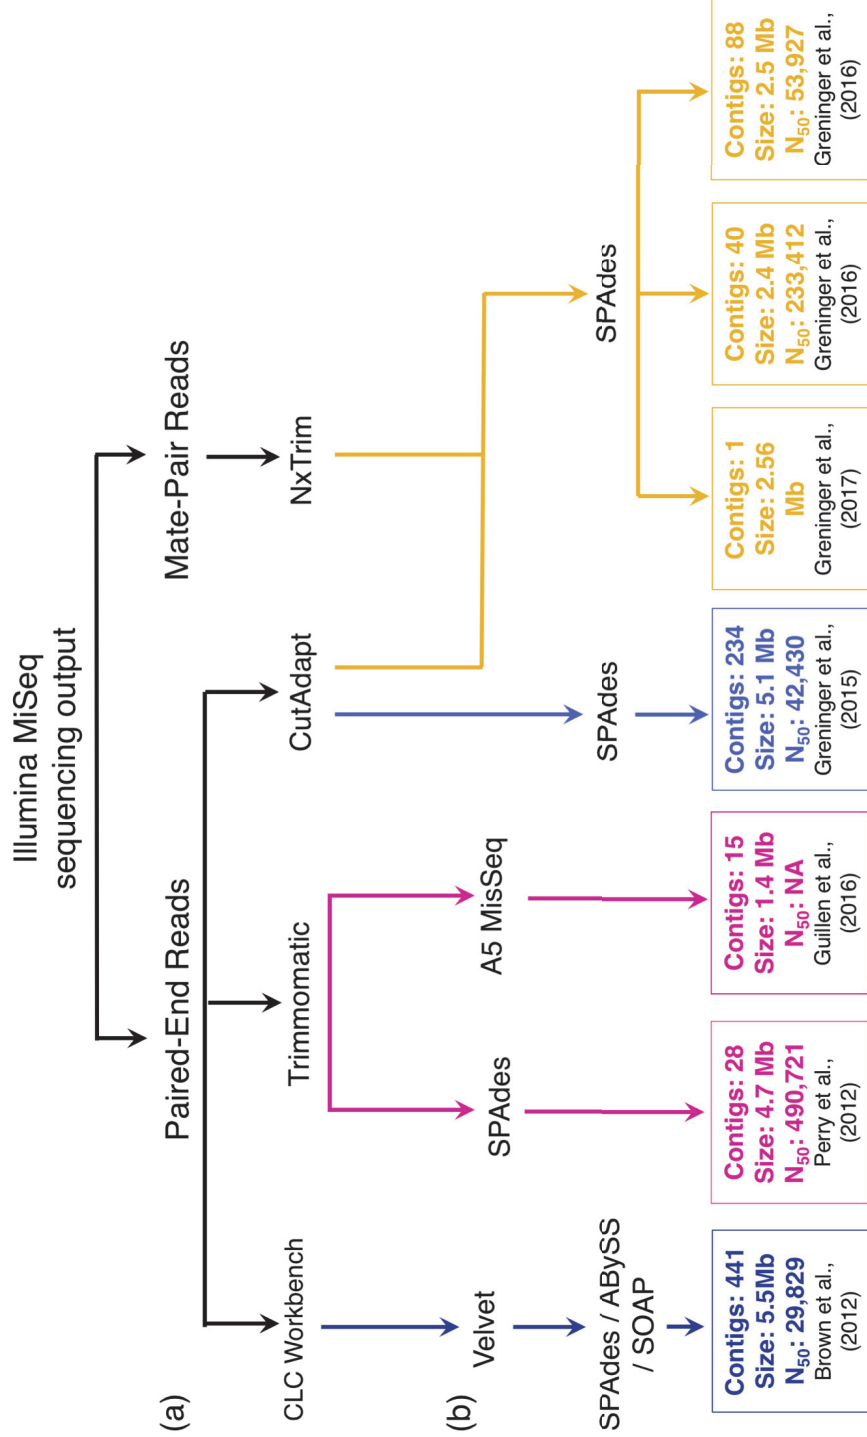 Illumina MiSeq
sequencing output
(a)
Paired-End Reads
Mate-Pair Reads
CLC Workbench
Trimmomatic
CutAdapt
NxTrim
(b)
Velvet
SPAdes
A5 MisSeq
SPAdes / ABySS
/ SOAP
SPAdes
SPAdes
Contigs: 441
Size: 5.5Mb
N₅₀: 29,829
Brown et al.,
(2012)
Contigs: 28
Size: 4.7 Mb
N₅₀: 490,721
Perry et al.,
(2012)
Contigs: 15
Size: 1.4 Mb
N₅₀: NA
Guillen et al.,
(2016)
Contigs: 234
Size: 5.1 Mb
N₅₀: 42,430
Greninger et al.,
(2015)
Contigs: 1
Size: 2.56
Mb
Greninger et al.,
(2017)
Contigs: 40
Size: 2.4 Mb
N₅₀: 233,412
Greninger et al.,
(2016)
Contigs: 88
Size: 2.5 Mb
N₅₀: 53,927
Greninger et al.,
(2016)